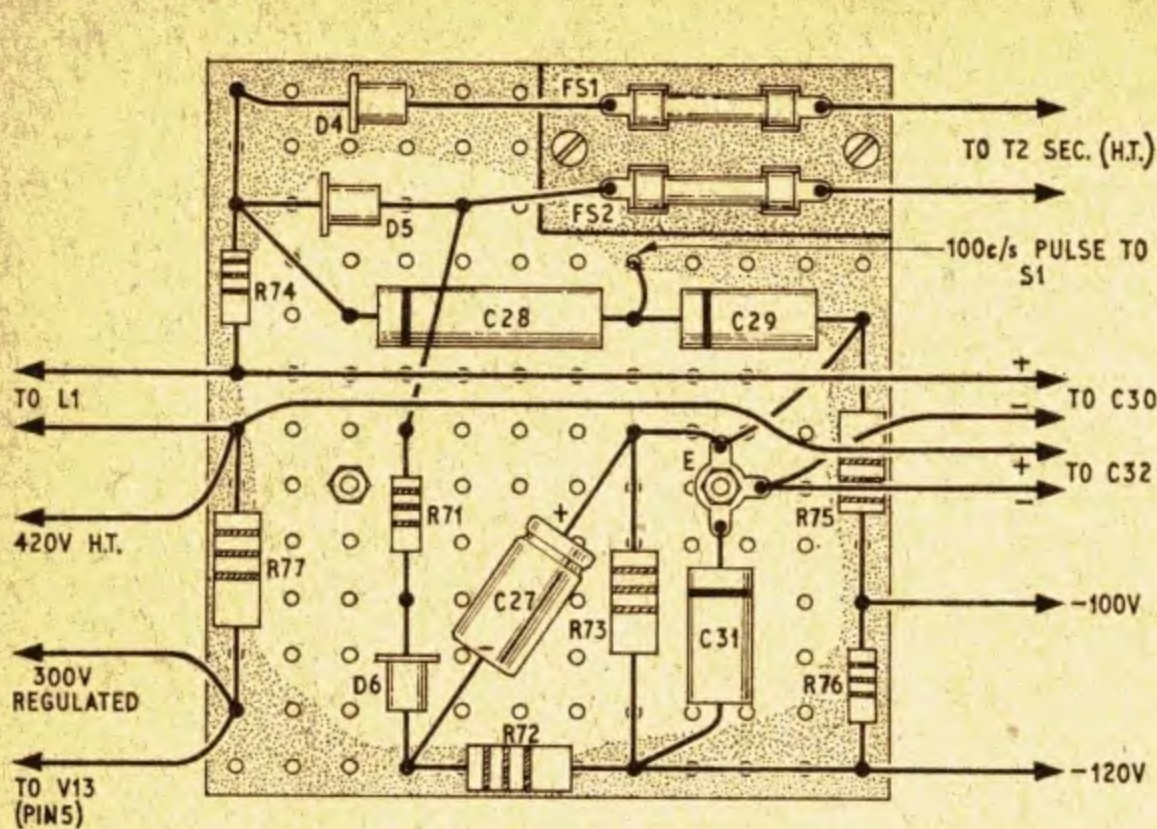 FS1
D4
TO T2 SEC. (H.T.)
FS2
D5
100c/s PULSE TO
S1
R74
C28
C29
+
TO L1
TO C30
−
E
+
TO C32
−
R71
+
R75
420V H.T.
R77
C27
R73
C31
-100V
−
300V
REGULATED
D6
R76
R72
TO V13
(PIN5)
-120V